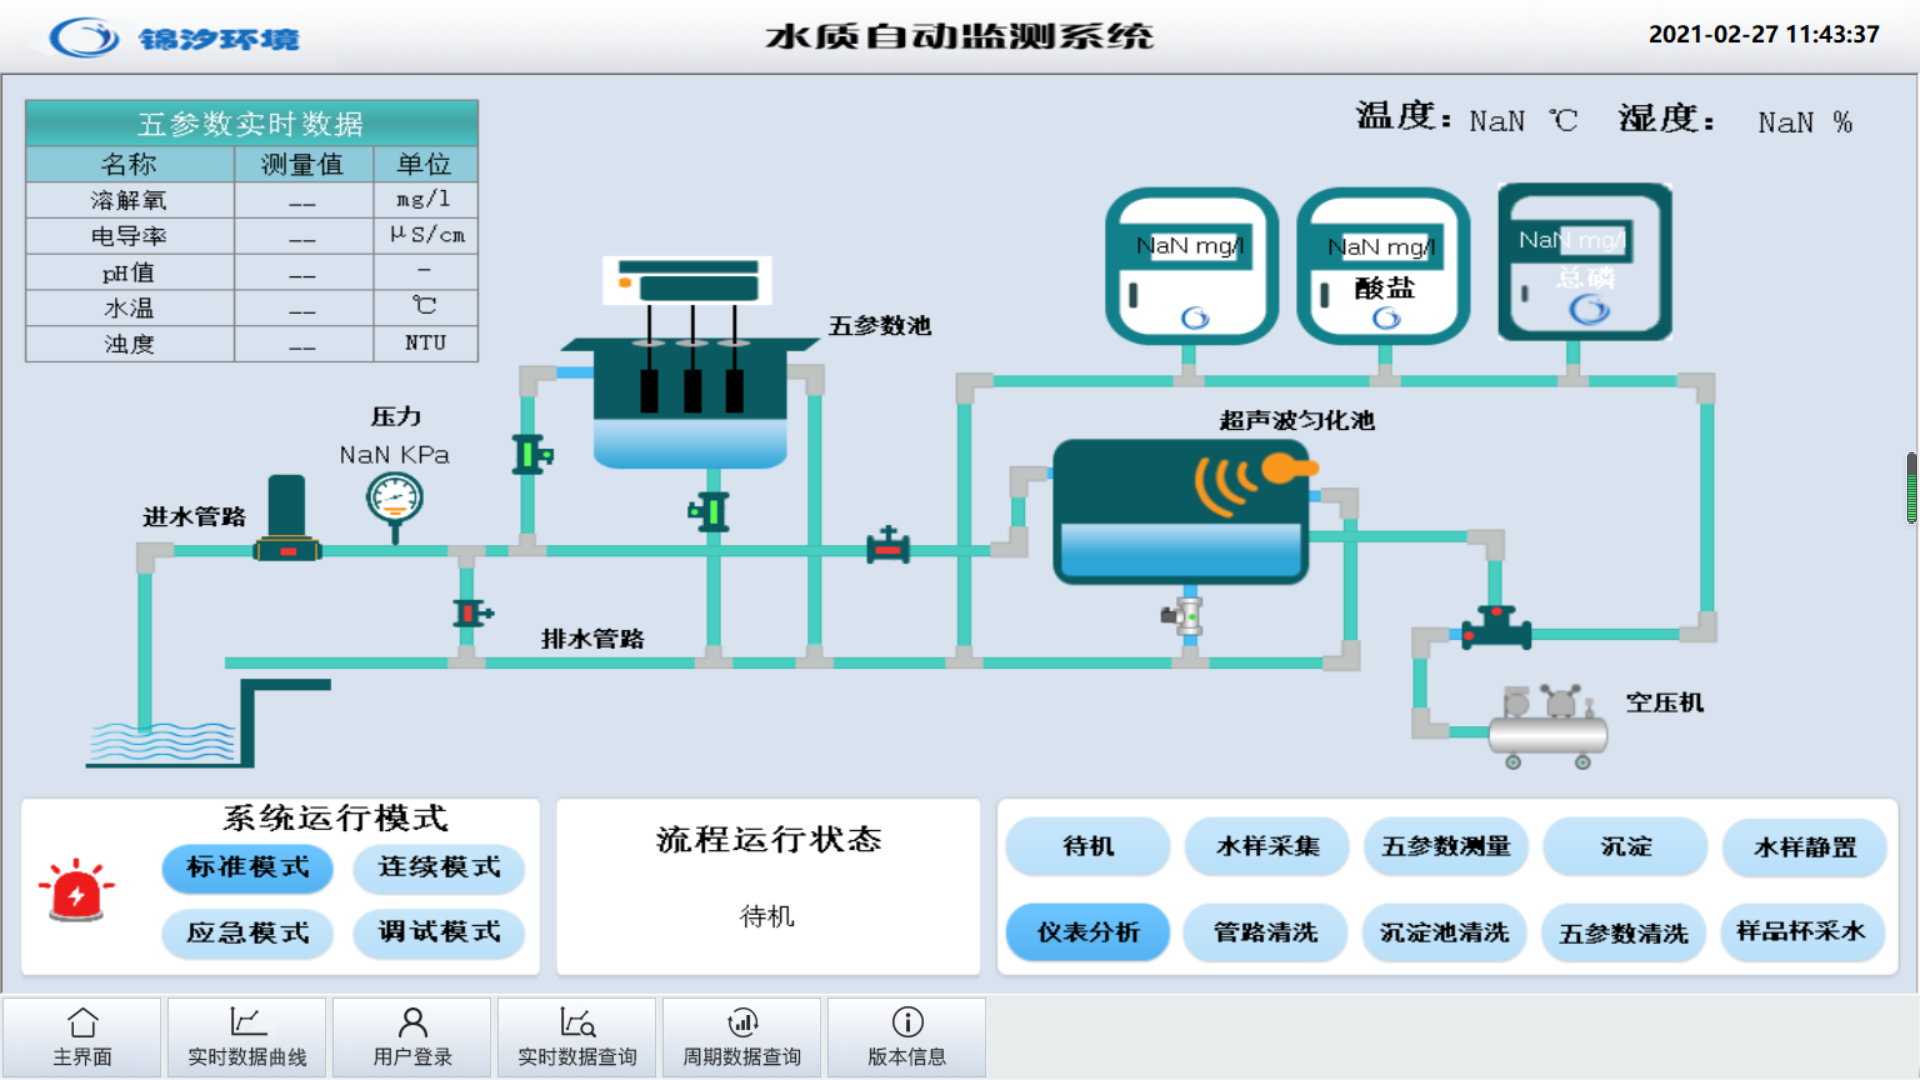 锦汐环境
水质自动监测系统
2021-02-27 11:43:37
温度： NaN ℃ 湿度： NaN %
五参数实时数据
名称 测量值 单位
溶解氧 -- mg/l
电导率 -- μS/cm
pH值 -- -
水温 -- ℃
浊度 -- NTU
五参数池
NaN mg/l
NaN mg/l
酸盐
NaN mg/l
总磷
超声波匀化池
压力
NaN KPa
进水管路
排水管路
空压机
系统运行模式
标准模式 连续模式
应急模式 调试模式
流程运行状态
待机
待机 水样采集 五参数测量 沉淀 水样静置
仪表分析 管路清洗 沉淀池清洗 五参数清洗 样品杯采水
主界面 实时数据曲线 用户登录 实时数据查询 周期数据查询 版本信息